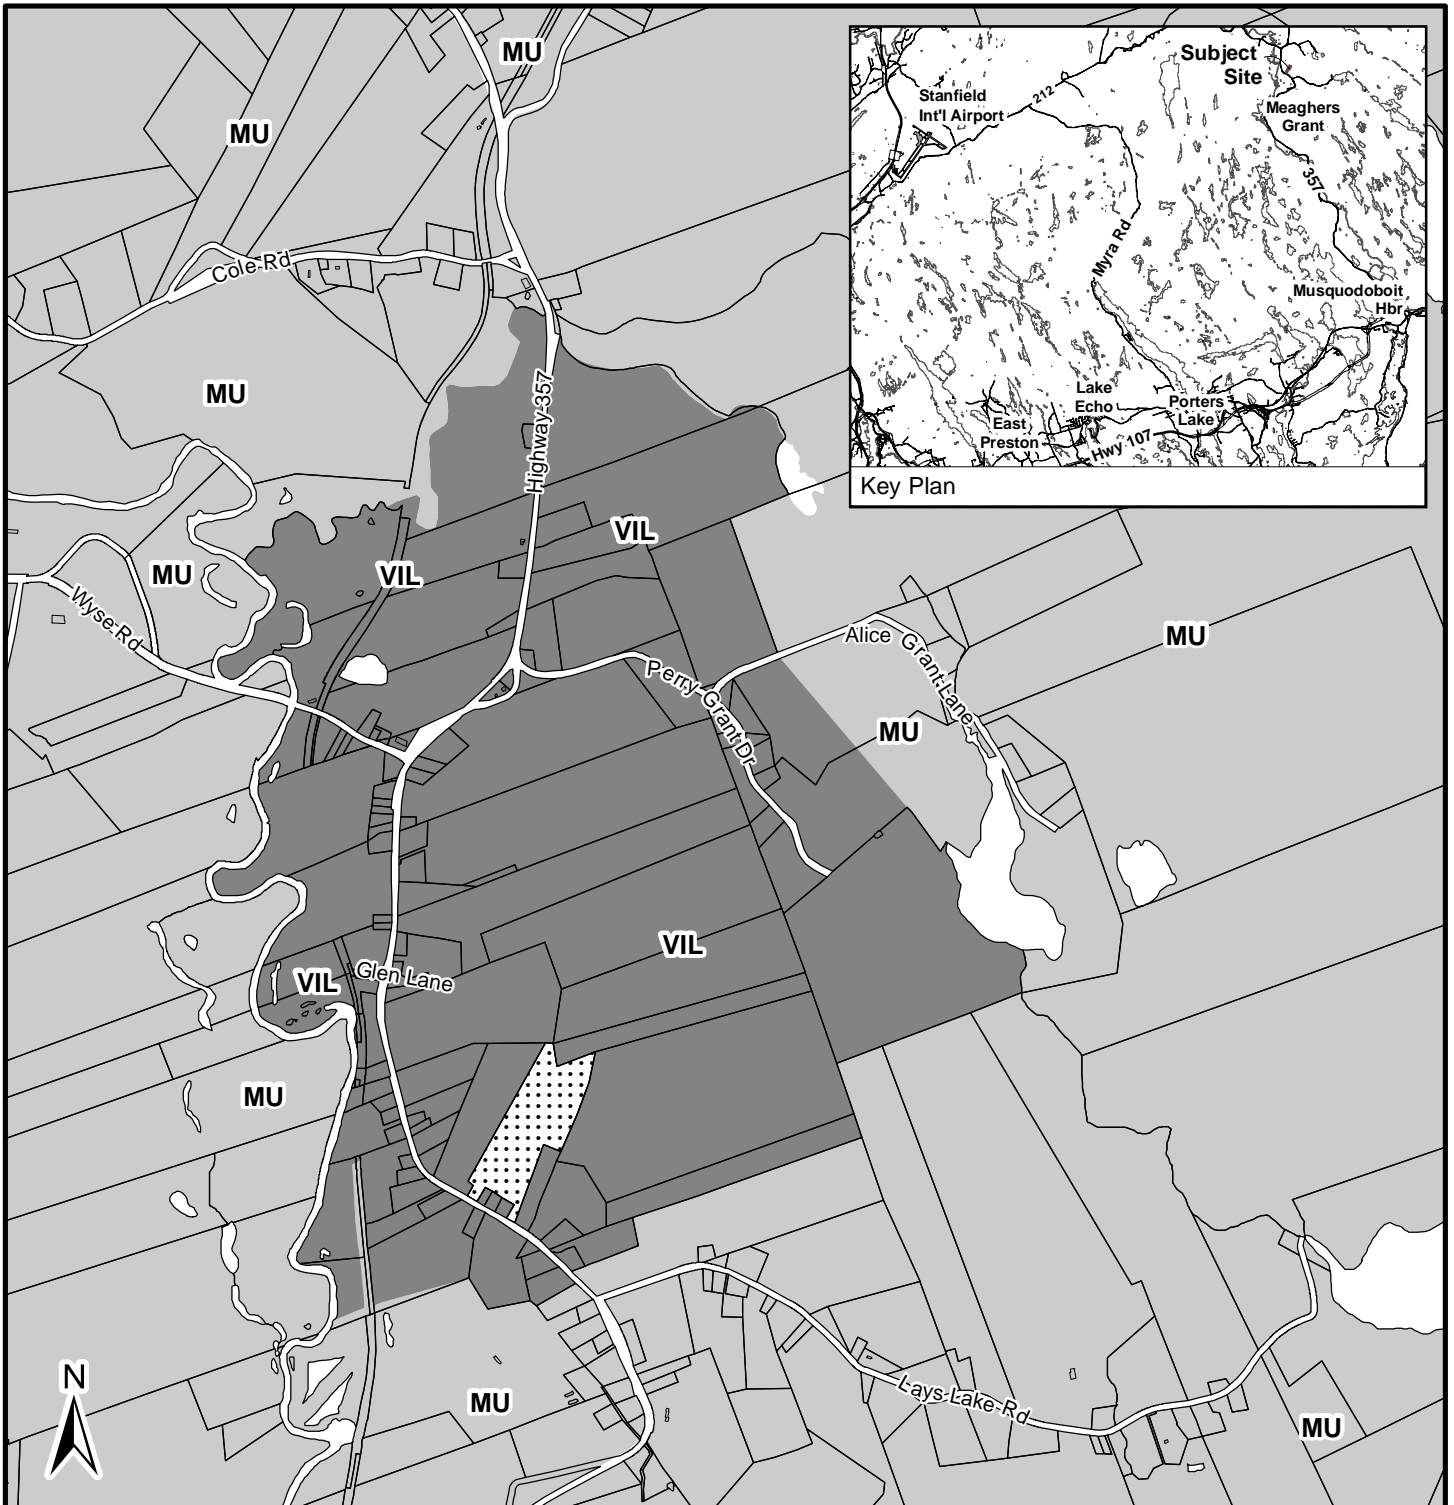 MU
MU
Subject
Site
Stanfield
Int'l Airport
212
Meaghers
Grant
357
Myra Rd
Musquodoboit
Hbr
Lake
Echo
Porters
Lake
East
Preston
Hwy 107
Key Plan
Cole Rd
MU
Highway 357
VIL
MU
VIL
Wyse Rd
Alice Grant Lane
MU
Perry Grant Dr
MU
VIL
Glen Lane
VIL
MU
N
Lays Lake Rd
MU
MU